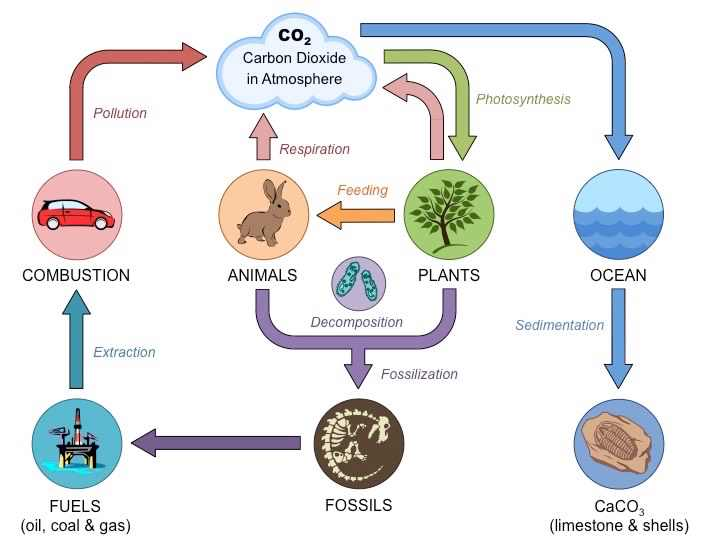 CO₂
Carbon Dioxide
in Atmosphere
Photosynthesis
Pollution
Respiration
Feeding
COMBUSTION
ANIMALS
PLANTS
OCEAN
Decomposition
Sedimentation
Extraction
Fossilization
FUELS
(oil, coal & gas)
FOSSILS
CaCO₃
(limestone & shells)